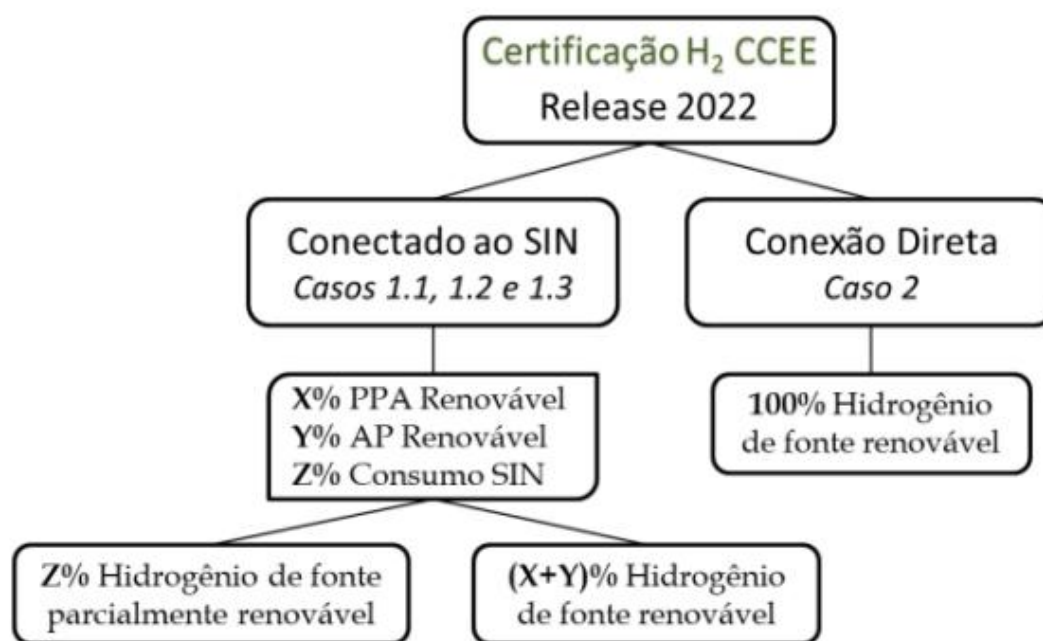 Certificação H₂ CCEE
Release 2022
Conectado ao SIN
Casos 1.1, 1.2 e 1.3
Conexão Direta
Caso 2
X% PPA Renovável
Y% AP Renovável
Z% Consumo SIN
100% Hidrogênio
de fonte renovável
Z% Hidrogênio de fonte
parcialmente renovável
(X+Y)% Hidrogênio
de fonte renovável